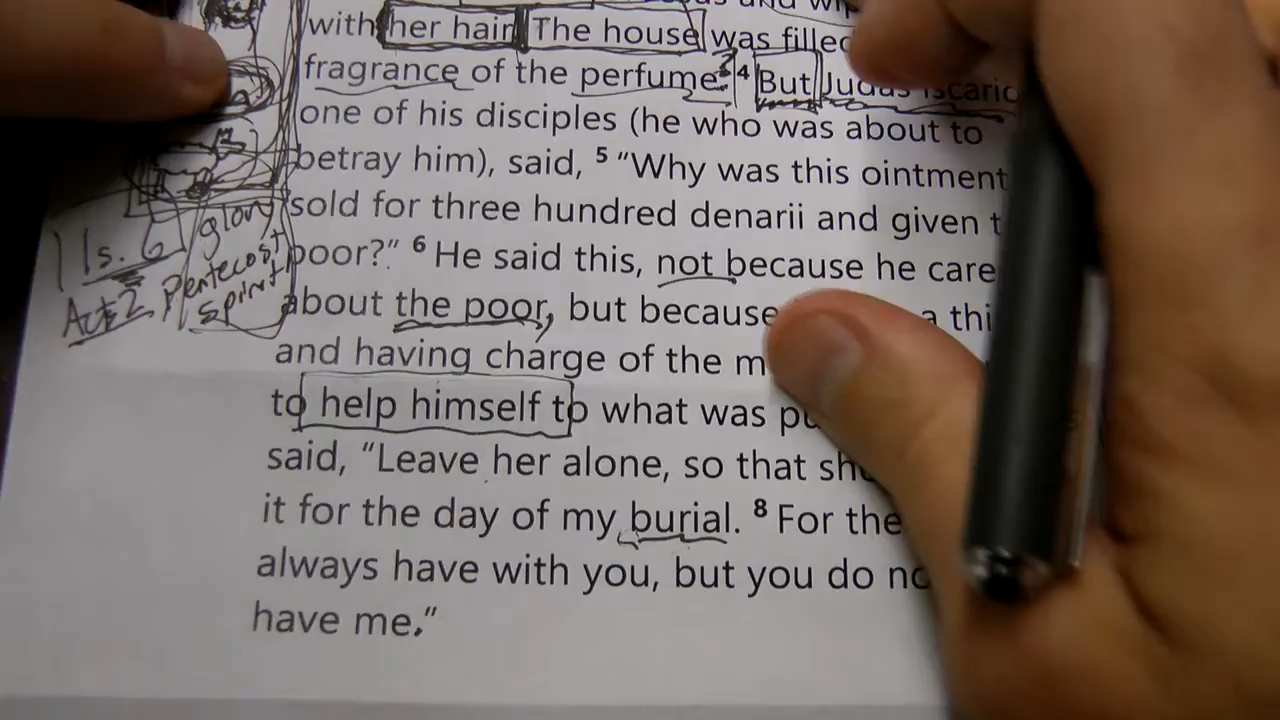 with her hair The house was filled
fragrance of the perfume. 4 But Judas Iscario
one of his disciples (he who was about to
betray him), said, 5 “Why was this ointment
sold for three hundred denarii and given t
poor?” 6 He said this, not because he care
about the poor, but because a thi
and having charge of the m
to help himself to what was pu
said, “Leave her alone, so that sh
it for the day of my burial. 8 For the
always have with you, but you do no
have me.”
Is. 6 glory
Acts 2 Pentecost
Spirit